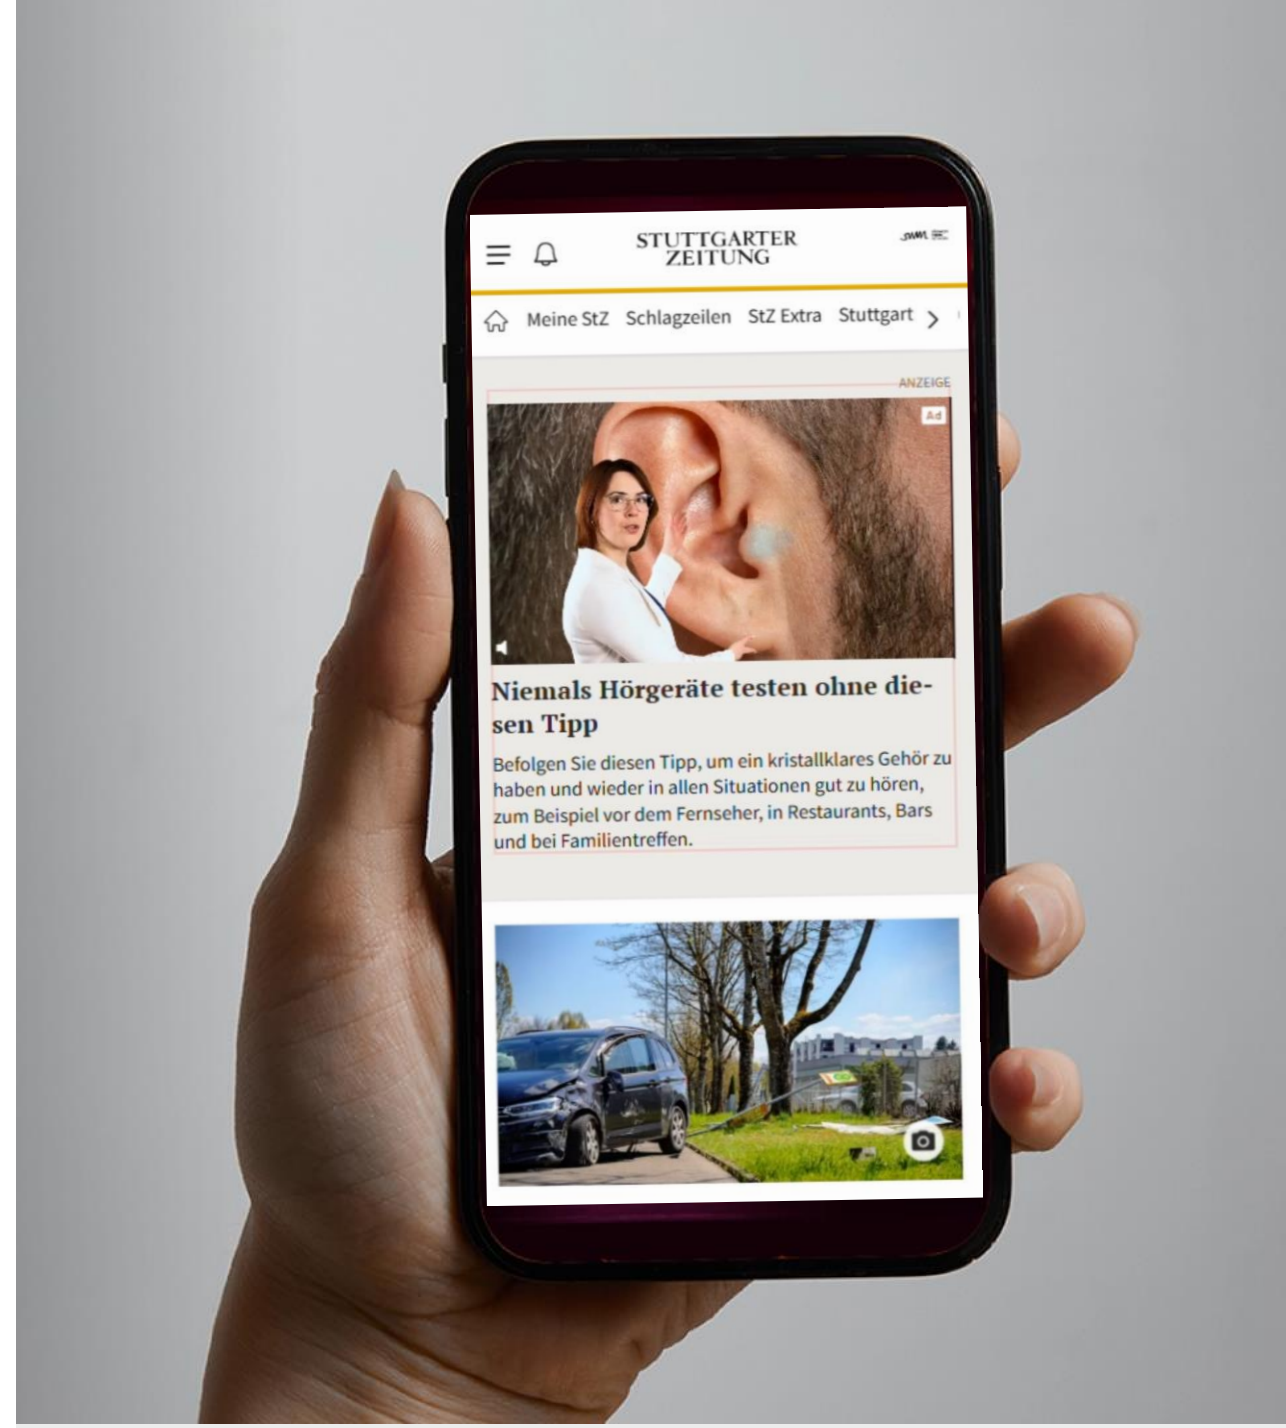 STUTTGARTER
ZEITUNG
Meine StZ Schlagzeilen StZ Extra Stuttgart
ANZEIGE
Ad
Niemals Hörgeräte testen ohne die-
sen Tipp
Befolgen Sie diesen Tipp, um ein kristallklares Gehör zu
haben und wieder in allen Situationen gut zu hören,
zum Beispiel vor dem Fernseher, in Restaurants, Bars
und bei Familientreffen.